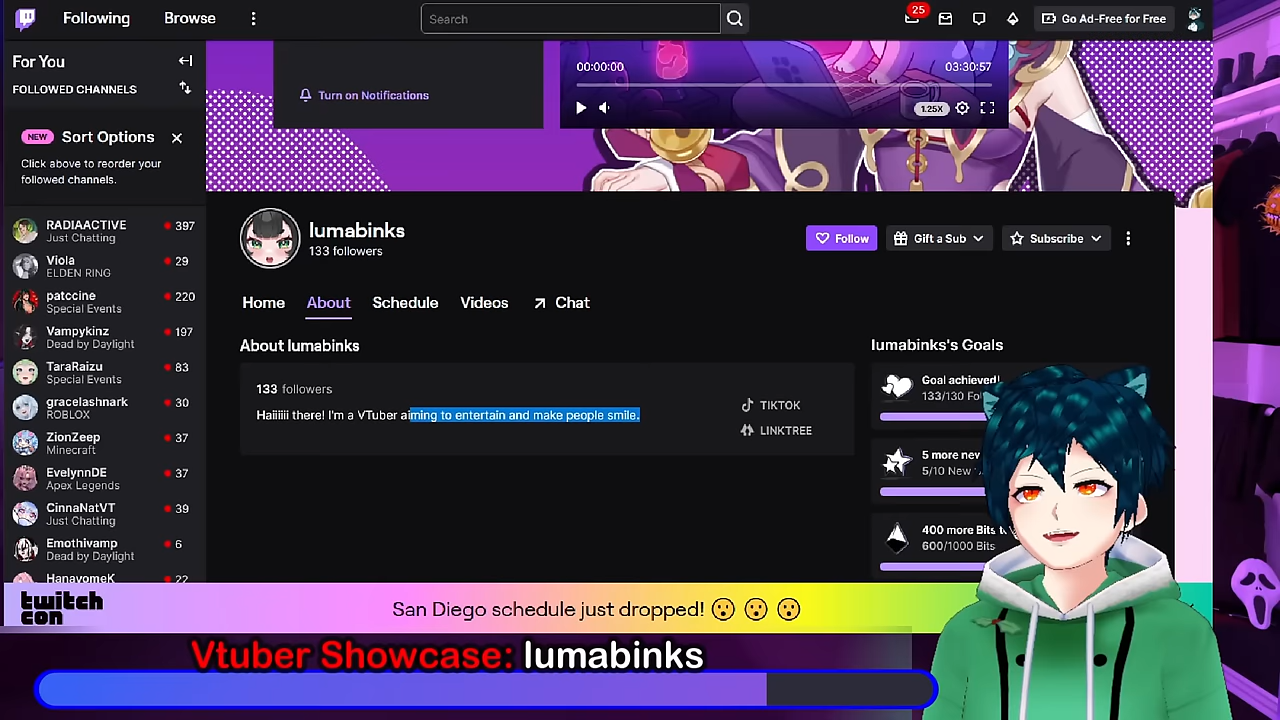 Following
Browse
Search
25
Go Ad-Free for Free
For You
FOLLOWED CHANNELS
NEW Sort Options
Click above to reorder your
followed channels.
RADIAACTIVE 397
Just Chatting
Viola 29
ELDEN RING
patccine 220
Special Events
Vampykinz 197
Dead by Daylight
TaraRaizu 83
Special Events
gracelashnark 30
ROBLOX
ZionZeep 37
Minecraft
EvelynnDE 37
Apex Legends
CinnaNatVT 39
Just Chatting
Emothivamp 6
Dead by Daylight
HanavomeK 22
Turn on Notifications
00:00:00
03:30:57
1.25X
lumabinks
133 followers
Follow
Gift a Sub
Subscribe
Home
About
Schedule
Videos
Chat
About lumabinks
133 followers
Haiiiiii there! I'm a VTuber aiming to entertain and make people smile.
TIKTOK
LINKTREE
lumabinks's Goals
Goal achieved!
133/130 Fol
5 more new
5/10 New
400 more Bits to
600/1000 Bits
twitch
con
San Diego schedule just dropped! 😮 😮 😮
Vtuber Showcase: lumabinks